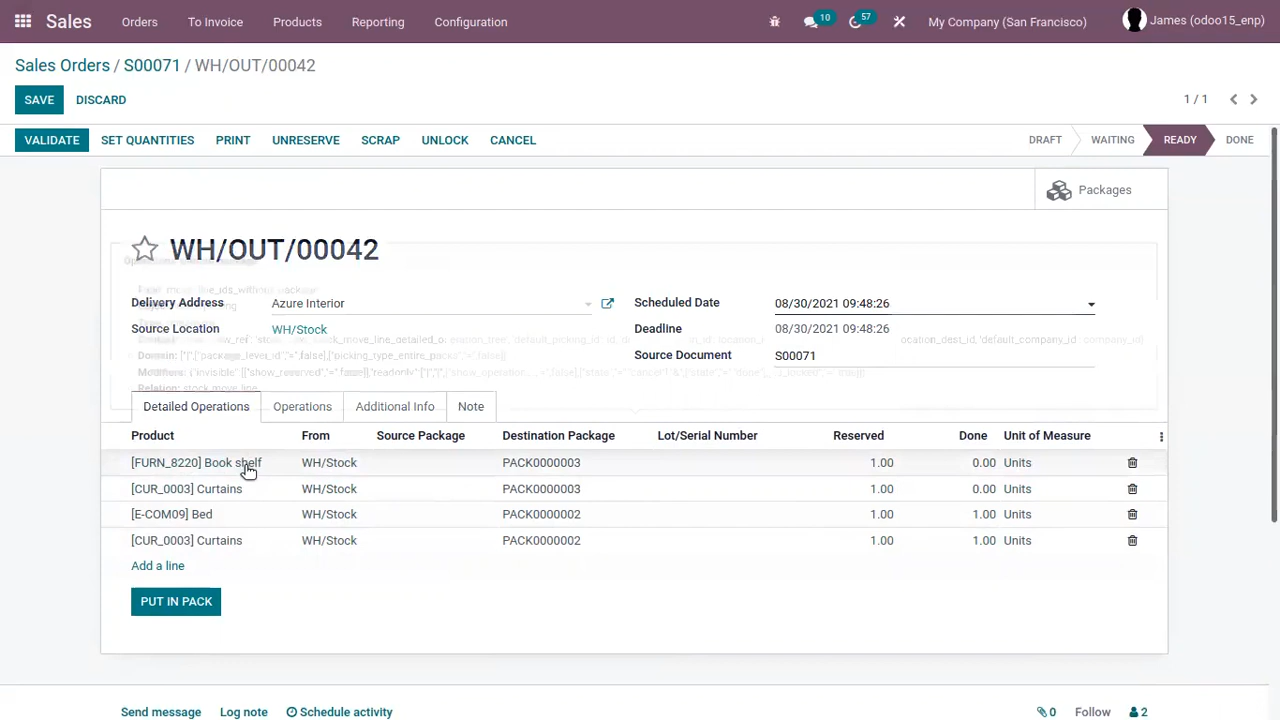 Sales Orders To Invoice Products Reporting Configuration 10 57 My Company (San Francisco) James (odoo15_enp)
Sales Orders / S00071 / WH/OUT/00042
SAVE DISCARD 1 / 1
VALIDATE SET QUANTITIES PRINT UNRESERVE SCRAP UNLOCK CANCEL DRAFT WAITING READY DONE
Packages
WH/OUT/00042
Delivery Address Azure Interior Scheduled Date 08/30/2021 09:48:26
Source Location WH/Stock Deadline 08/30/2021 09:48:26
Source Document S00071
Detailed Operations Operations Additional Info Note
Product From Source Package Destination Package Lot/Serial Number Reserved Done Unit of Measure
[FURN_8220] Book shelf WH/Stock PACK0000003 1.00 0.00 Units
[CUR_0003] Curtains WH/Stock PACK0000003 1.00 0.00 Units
[E-COM09] Bed WH/Stock PACK0000002 1.00 1.00 Units
[CUR_0003] Curtains WH/Stock PACK0000002 1.00 1.00 Units
Add a line
PUT IN PACK
Send message Log note Schedule activity 0 Follow 2